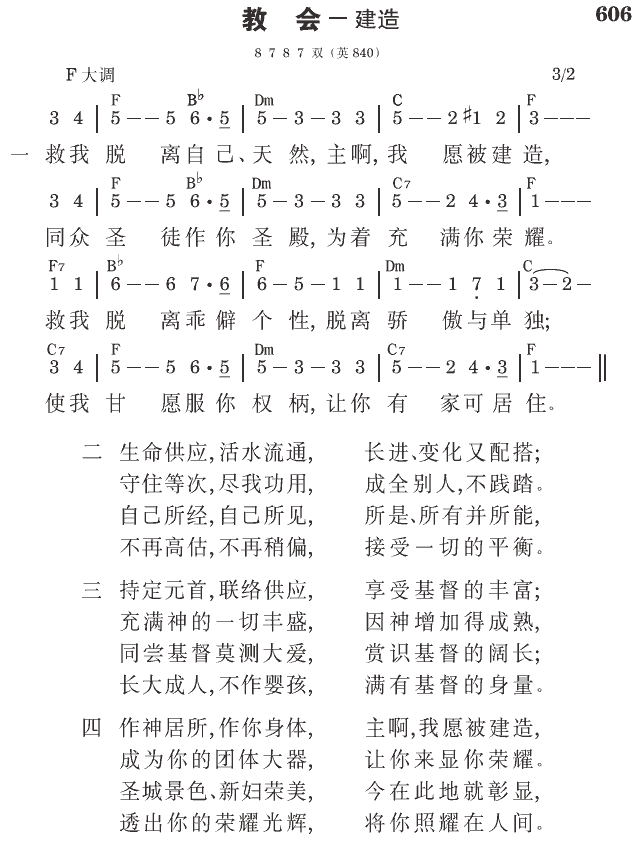 教 会 － 建造 606
8 7 8 7 双（英 840）
F 大调 3/2
F B♭ Dm C F
3 4 | 5 – – 5 6 · 5 | 5 – 3 – 3 3 | 5 – – 2 ♯1 2 | 3 – – –
一 救我 脱 离自己、天 然, 主啊, 我 愿被建造,
F B♭ Dm C7 F
3 4 | 5 – – 5 6 · 5 | 5 – 3 – 3 3 | 5 – – 2 4 · 3 | 1 – – –
同众 圣 徒作你圣 殿, 为着 充 满你荣耀。
F7 B♭ F Dm C
1 1 | 6 – – 6 7 · 6 | 6 – 5 – 1 1 | 1 – – 1 7̣ 1 | 3 – 2 –
救我 脱 离乖僻个 性, 脱离 骄 傲与单独;
C7 F Dm C7 F
3 4 | 5 – – 5 6 · 5 | 5 – 3 – 3 3 | 5 – – 2 4 · 3 | 1 – – – ‖
使我 甘 愿服你权 柄, 让你 有 家可居住。
二 生命供应, 活水流通, 长进、变化又配搭;
守住等次, 尽我功用, 成全别人, 不践踏。
自己所经, 自己所见, 所是、所有并所能,
不再高估, 不再稍偏, 接受一切的平衡。
三 持定元首, 联络供应, 享受基督的丰富;
充满神的一切丰盛, 因神增加得成熟,
同尝基督莫测大爱, 赏识基督的阔长;
长大成人, 不作婴孩, 满有基督的身量。
四 作神居所, 作你身体, 主啊, 我愿被建造,
成为你的团体大器, 让你来显你荣耀。
圣城景色、新妇荣美, 今在此地就彰显,
透出你的荣耀光辉, 将你照耀在人间。